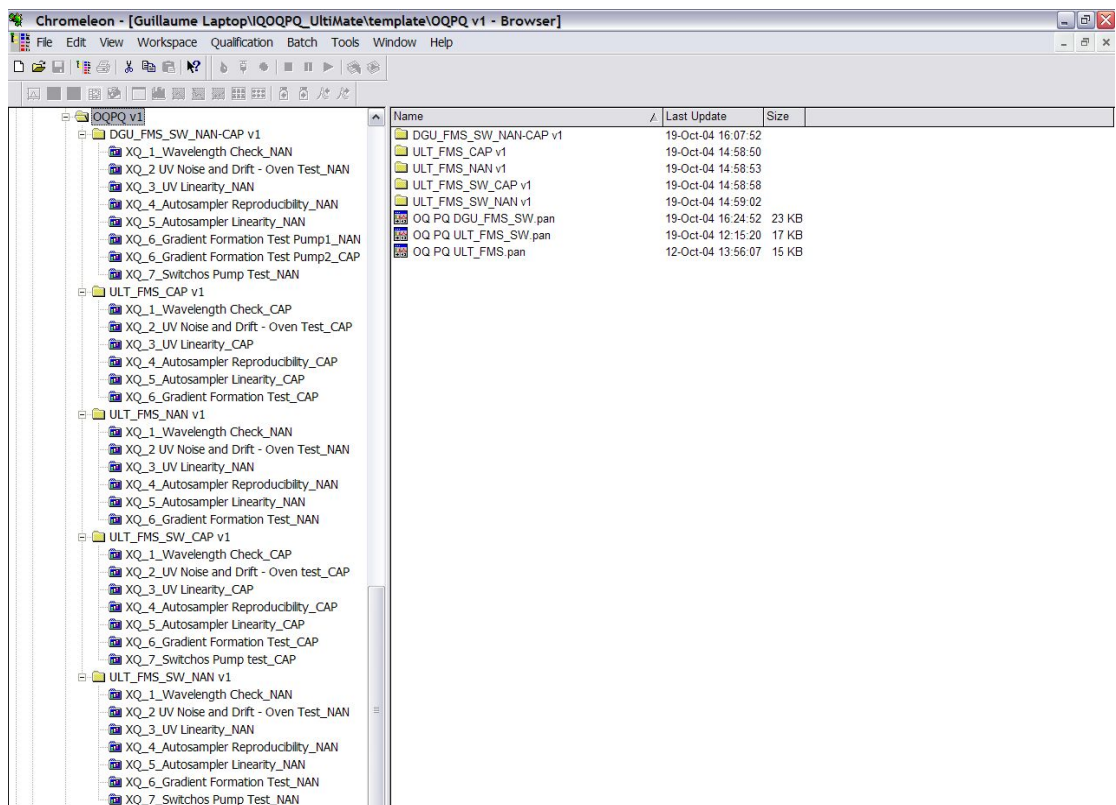 Chromeleon - [Guillaume Laptop\IQOQPQ_UltiMate\template\OQPQ v1 - Browser]
File Edit View Workspace Qualification Batch Tools Window Help
OQPQ v1
DGU_FMS_SW_NAN-CAP v1
XQ_1_Wavelength Check_NAN
XQ_2 UV Noise and Drift - Oven Test_NAN
XQ_3_UV Linearity_NAN
XQ_4_Autosampler Reproducibility_NAN
XQ_5_Autosampler Linearity_NAN
XQ_6_Gradient Formation Test Pump1_NAN
XQ_6_Gradient Formation Test Pump2_CAP
XQ_7_Switchos Pump Test_NAN
ULT_FMS_CAP v1
XQ_1_Wavelength Check_CAP
XQ_2_UV Noise and Drift - Oven Test_CAP
XQ_3_UV Linearity_CAP
XQ_4_Autosampler Reproducibility_CAP
XQ_5_Autosampler Linearity_CAP
XQ_6_Gradient Formation Test_CAP
ULT_FMS_NAN v1
XQ_1_Wavelength Check_NAN
XQ_2 UV Noise and Drift - Oven Test_NAN
XQ_3_UV Linearity_NAN
XQ_4_Autosampler Reproducibility_NAN
XQ_5_Autosampler Linearity_NAN
XQ_6_Gradient Formation Test_NAN
ULT_FMS_SW_CAP v1
XQ_1_Wavelength Check_CAP
XQ_2_UV Noise and Drift - Oven test_CAP
XQ_3_UV Linearity_CAP
XQ_4_Autosampler Reproducibility_CAP
XQ_5_Autosampler Linearity_CAP
XQ_6_Gradient Formation Test_CAP
XQ_7_Switchos Pump test_CAP
ULT_FMS_SW_NAN v1
XQ_1_Wavelength Check_NAN
XQ_2 UV Noise and Drift - Oven Test_NAN
XQ_3_UV Linearity_NAN
XQ_4_Autosampler Reproducibility_NAN
XQ_5_Autosampler Linearity_NAN
XQ_6_Gradient Formation Test_NAN
XQ_7_Switchos Pump Test_NAN
Name Last Update Size
DGU_FMS_SW_NAN-CAP v1 19-Oct-04 16:07:52
ULT_FMS_CAP v1 19-Oct-04 14:58:50
ULT_FMS_NAN v1 19-Oct-04 14:58:53
ULT_FMS_SW_CAP v1 19-Oct-04 14:58:58
ULT_FMS_SW_NAN v1 19-Oct-04 14:59:02
OQ PQ DGU_FMS_SW.pan 19-Oct-04 16:24:52 23 KB
OQ PQ ULT_FMS_SW.pan 19-Oct-04 12:15:20 17 KB
OQ PQ ULT_FMS.pan 12-Oct-04 13:56:07 15 KB